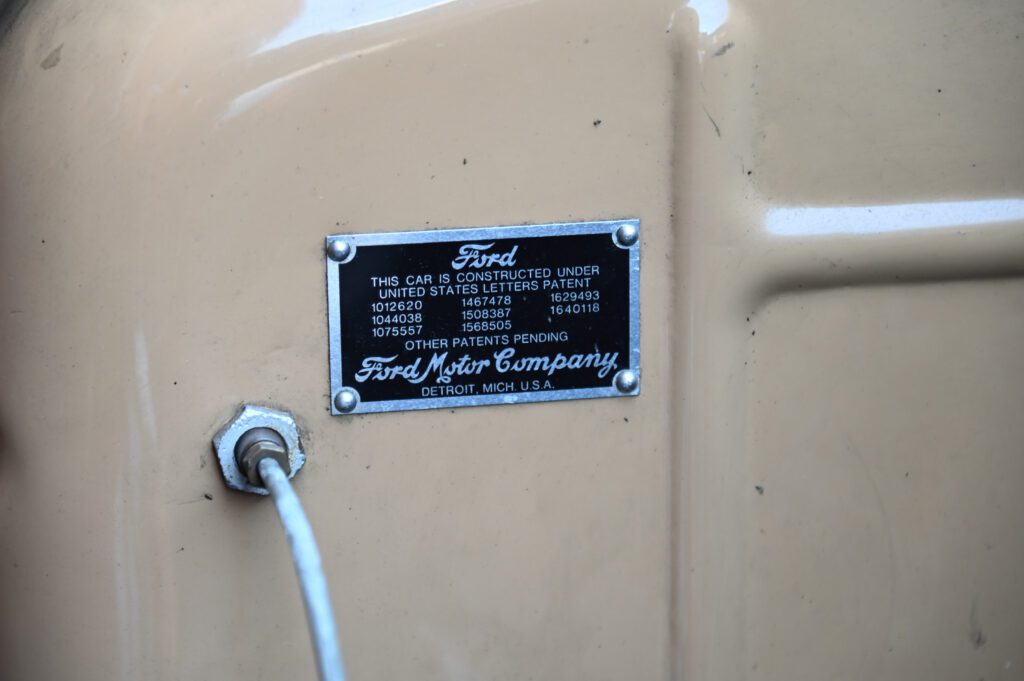 Ford
THIS CAR IS CONSTRUCTED UNDER
UNITED STATES LETTERS PATENT
1012620 1467478 1629493
1044038 1508387 1640118
1075557 1568505
OTHER PATENTS PENDING
Ford Motor Company,
DETROIT, MICH. U.S.A.